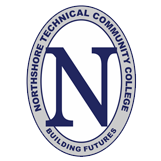 NORTHSHORE TECHNICAL COMMUNITY COLLEGE
N
BUILDING FUTURES